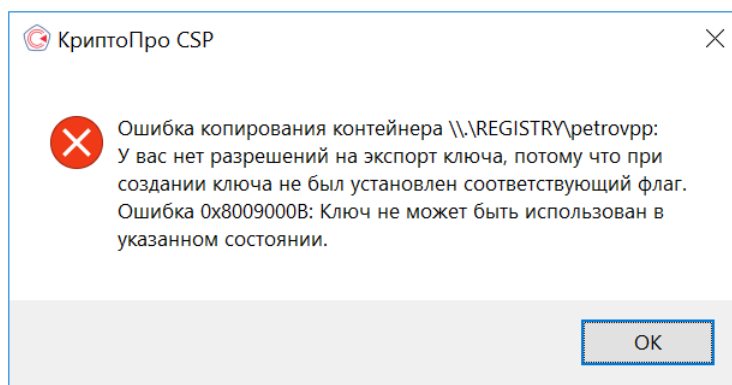 КриптоПро CSP
Ошибка копирования контейнера \\.\REGISTRY\petrovpp:
У вас нет разрешений на экспорт ключа, потому что при
создании ключа не был установлен соответствующий флаг.
Ошибка 0x8009000B: Ключ не может быть использован в
указанном состоянии.
OK